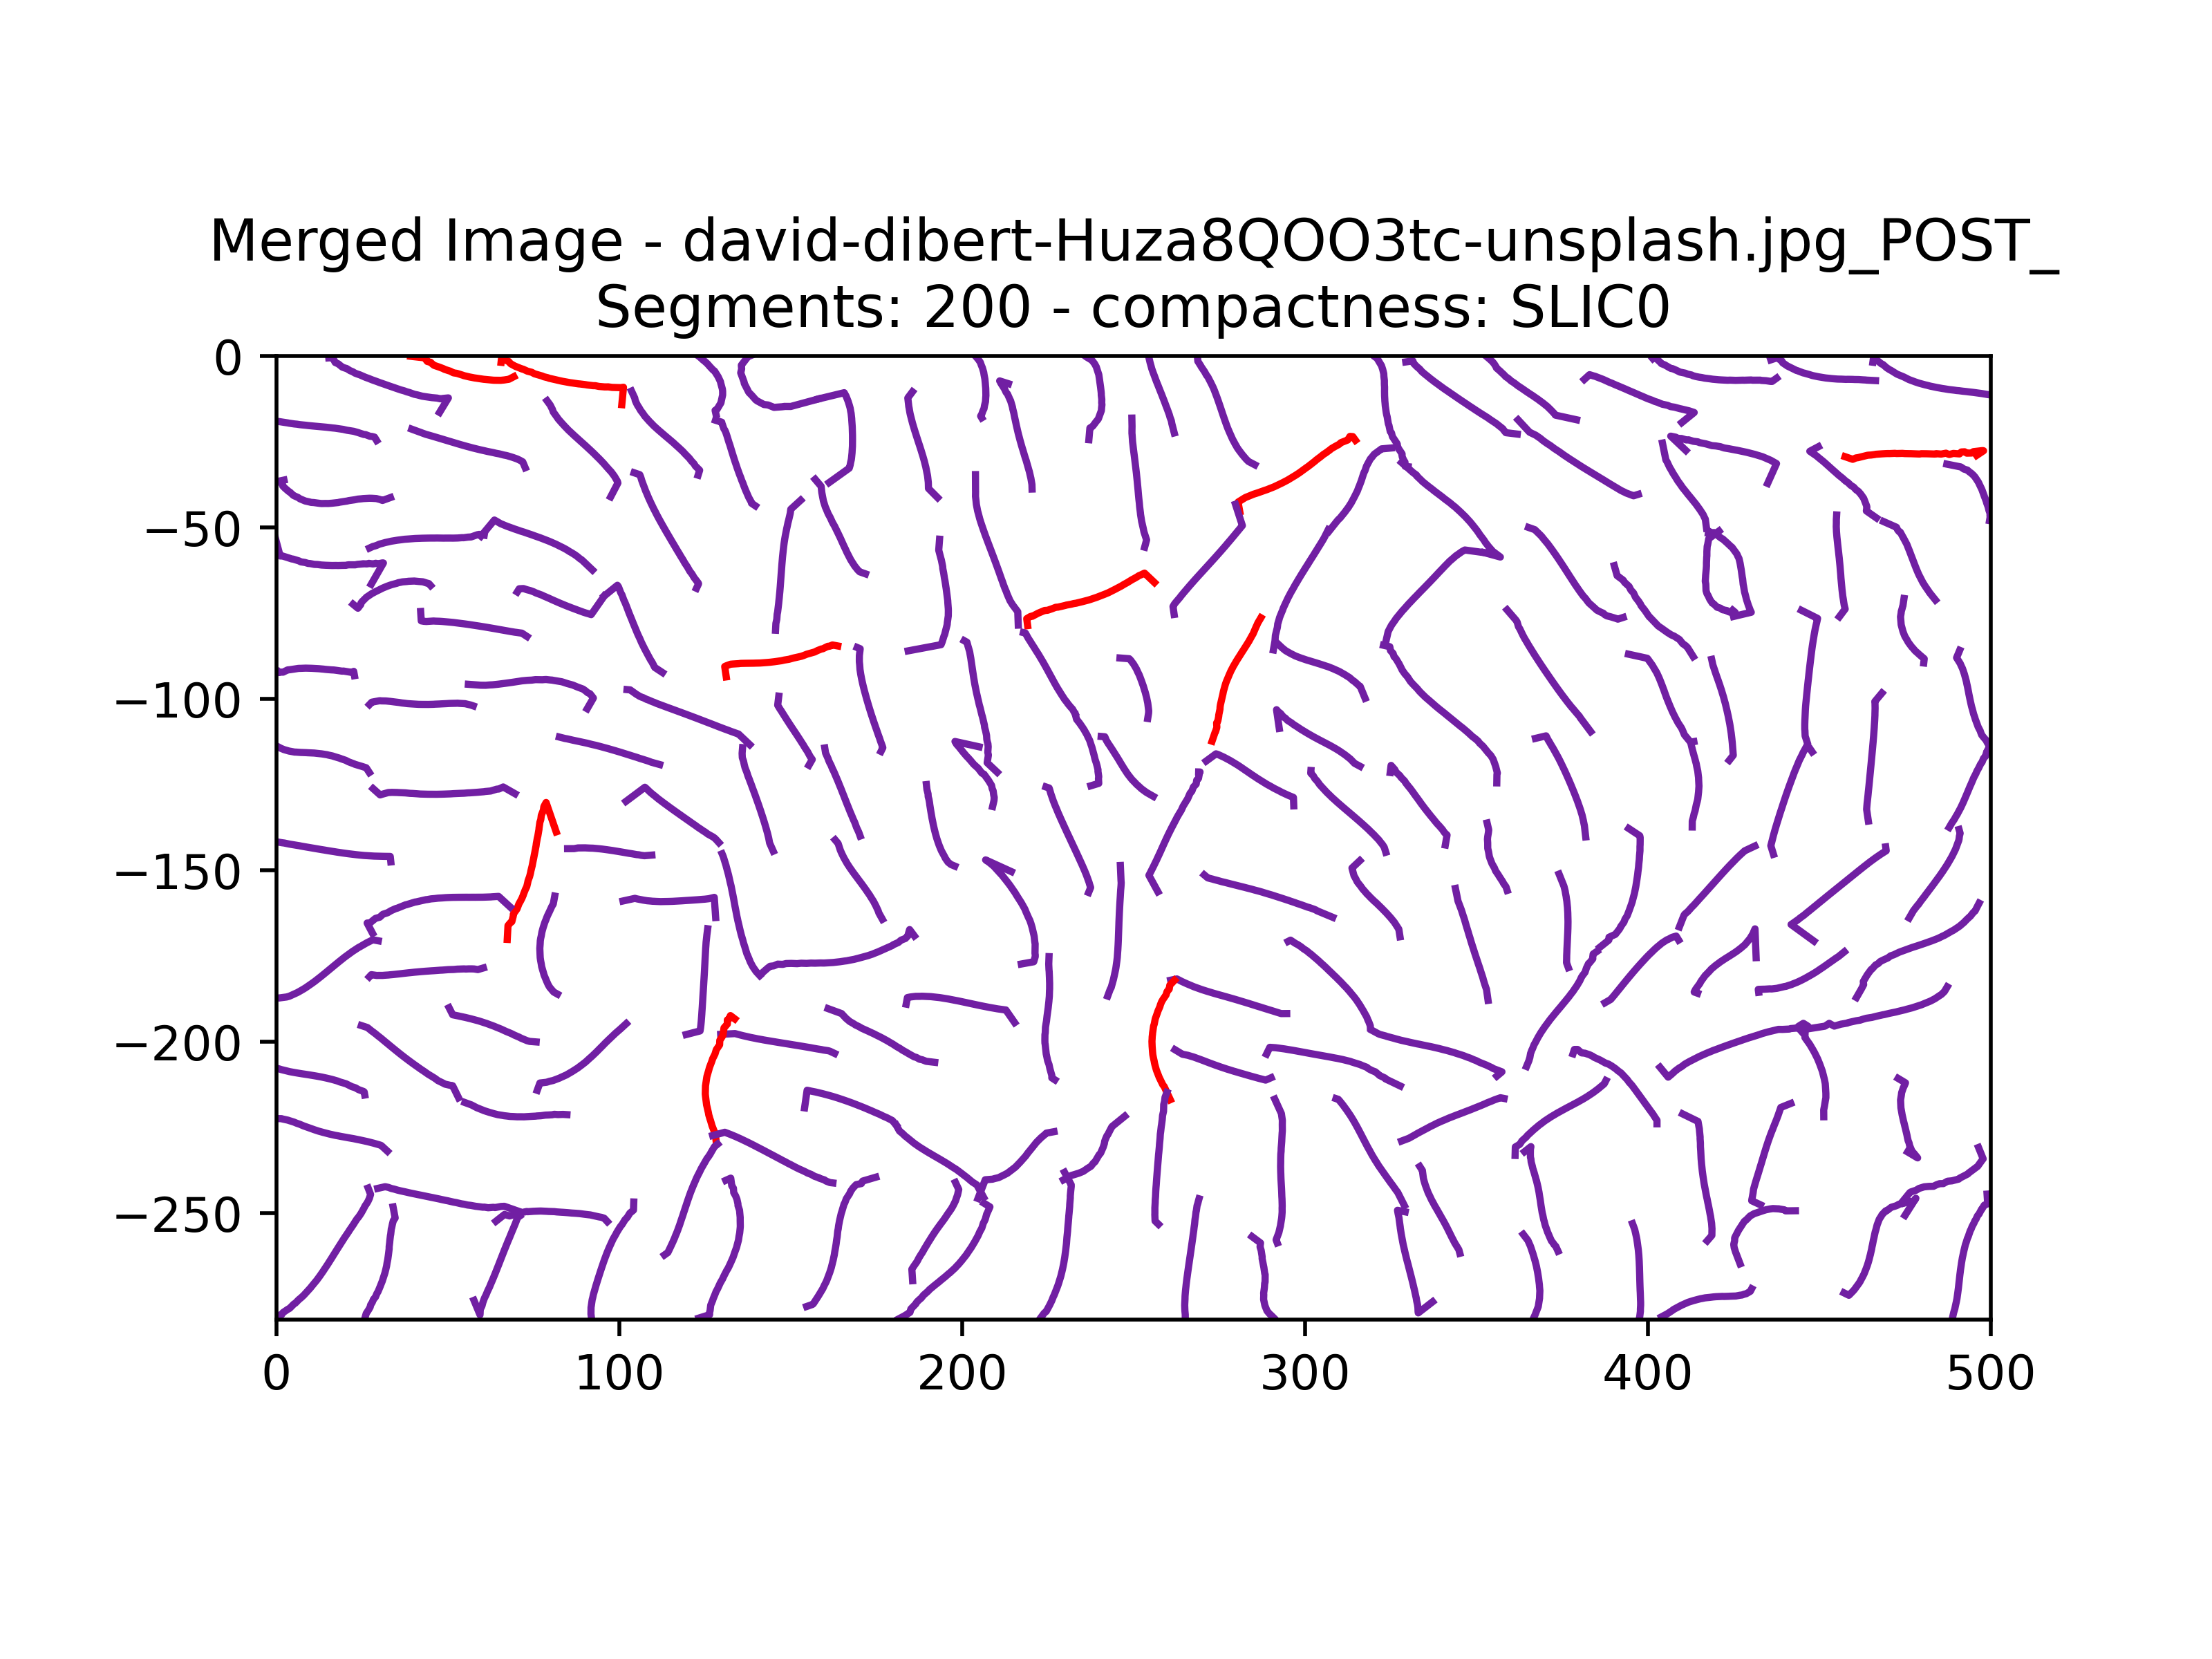 Merged Image - david-dibert-Huza8QOO3tc-unsplash.jpg_POST_
Segments: 200 - compactness: SLIC0
0
−50
−100
−150
−200
−250
0 100 200 300 400 500